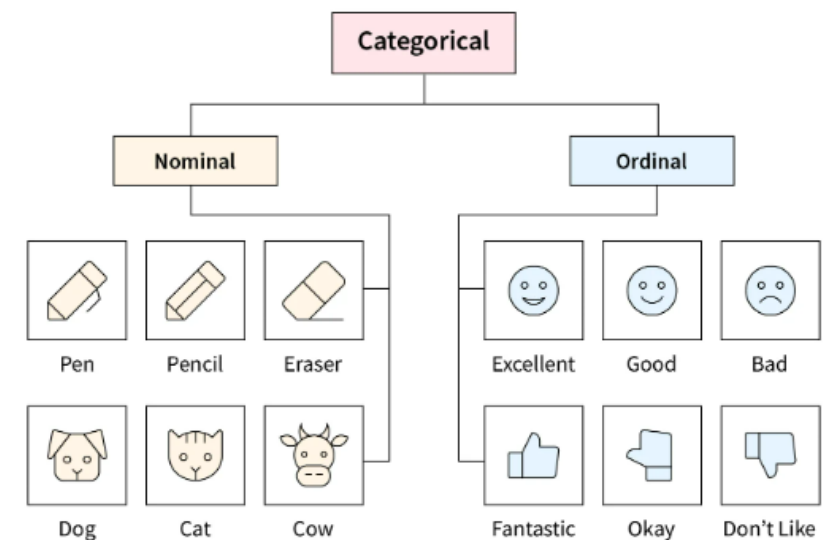 Categorical
Nominal
Ordinal
Pen
Pencil
Eraser
Excellent
Good
Bad
Dog
Cat
Cow
Fantastic
Okay
Don't Like